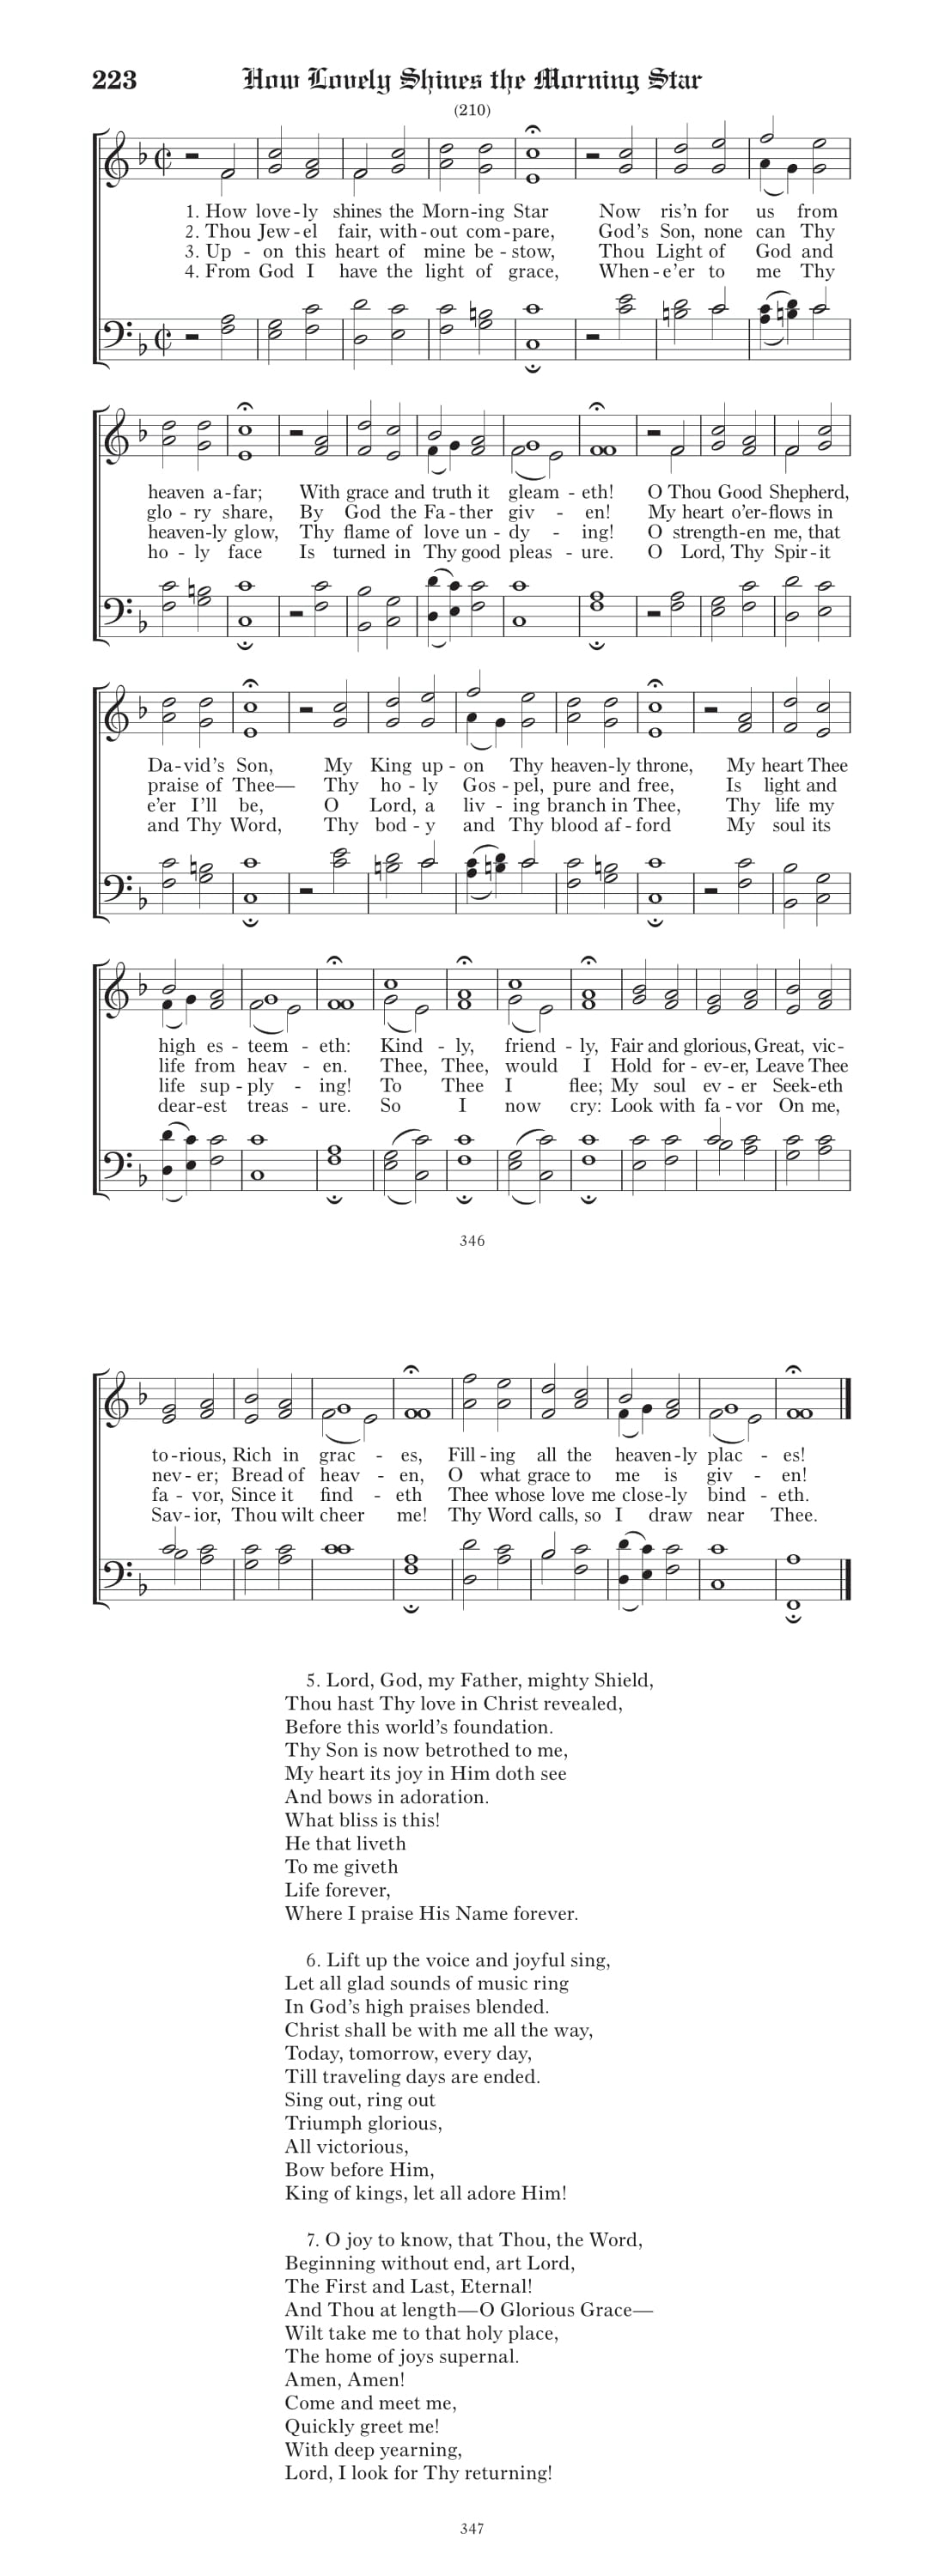 223 How Lovely Shines the Morning Star
(210)
1. How love-ly shines the Morn-ing Star Now ris’n for us from
2. Thou Jew-el fair, with-out com-pare, God’s Son, none can Thy
3. Up - on this heart of mine be-stow, Thou Light of God and
4. From God I have the light of grace, When-e’er to me Thy
heaven a-far; With grace and truth it gleam - eth! O Thou Good Shepherd,
glo - ry share, By God the Fa-ther giv - en! My heart o’er-flows in
heaven-ly glow, Thy flame of love un - dy - ing! O strength-en me, that
ho - ly face Is turned in Thy good pleas - ure. O Lord, Thy Spir-it
Da-vid’s Son, My King up - on Thy heaven-ly throne, My heart Thee
praise of Thee— Thy ho - ly Gos - pel, pure and free, Is light and
e’er I’ll be, O Lord, a liv - ing branch in Thee, Thy life my
and Thy Word, Thy bod - y and Thy blood af - ford My soul its
high es - teem - eth: Kind - ly, friend - ly, Fair and glorious, Great, vic-
life from heav - en. Thee, Thee, would I Hold for - ev-er, Leave Thee
life sup - ply - ing! To Thee I flee; My soul ev - er Seek-eth
dear-est treas - ure. So I now cry: Look with fa - vor On me,
346
to-rious, Rich in grac - es, Fill-ing all the heaven-ly plac - es!
nev - er; Bread of heav - en, O what grace to me is giv - en!
fa - vor, Since it find - eth Thee whose love me close-ly bind - eth.
Sav-ior, Thou wilt cheer me! Thy Word calls, so I draw near Thee.
5. Lord, God, my Father, mighty Shield,
Thou hast Thy love in Christ revealed,
Before this world’s foundation.
Thy Son is now betrothed to me,
My heart its joy in Him doth see
And bows in adoration.
What bliss is this!
He that liveth
To me giveth
Life forever,
Where I praise His Name forever.
6. Lift up the voice and joyful sing,
Let all glad sounds of music ring
In God’s high praises blended.
Christ shall be with me all the way,
Today, tomorrow, every day,
Till traveling days are ended.
Sing out, ring out
Triumph glorious,
All victorious,
Bow before Him,
King of kings, let all adore Him!
7. O joy to know, that Thou, the Word,
Beginning without end, art Lord,
The First and Last, Eternal!
And Thou at length—O Glorious Grace—
Wilt take me to that holy place,
The home of joys supernal.
Amen, Amen!
Come and meet me,
Quickly greet me!
With deep yearning,
Lord, I look for Thy returning!
347